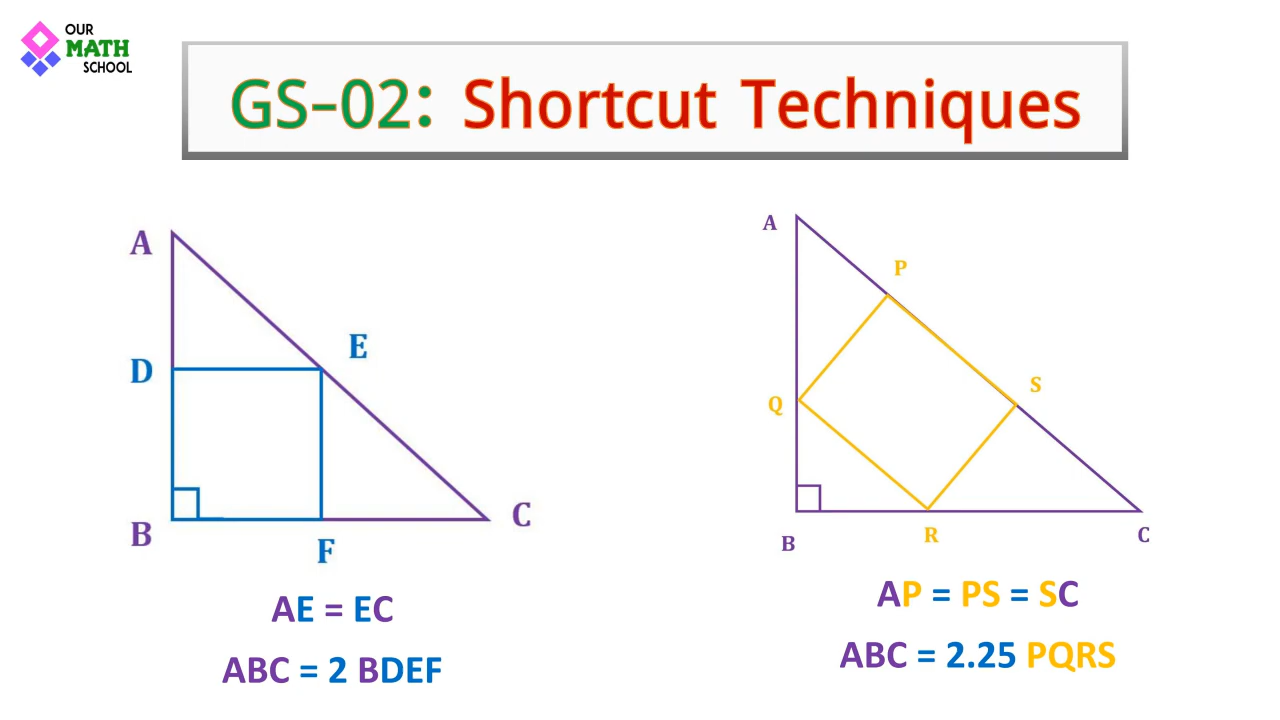 OUR
MATH
SCHOOL
GS-02: Shortcut Techniques
A
D
E
B
F
C
AE = EC
ABC = 2 BDEF
A
P
S
Q
B
R
C
AP = PS = SC
ABC = 2.25 PQRS